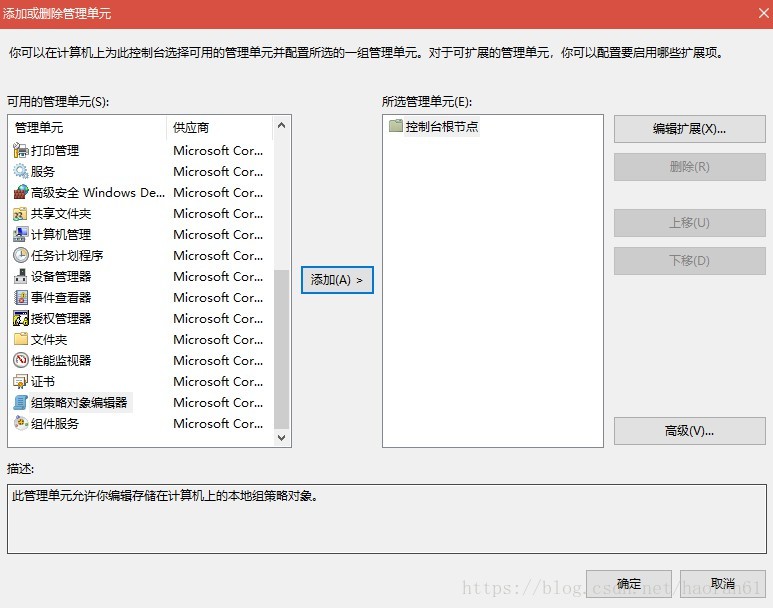 添加或删除管理单元
你可以在计算机上为此控制台选择可用的管理单元并配置所选的一组管理单元。对于可扩展的管理单元，你可以配置要启用哪些扩展项。
可用的管理单元(S):
管理单元 供应商
打印管理 Microsoft Cor...
服务 Microsoft Cor...
高级安全 Windows De... Microsoft Cor...
共享文件夹 Microsoft Cor...
计算机管理 Microsoft Cor...
任务计划程序 Microsoft Cor...
设备管理器 Microsoft Cor...
事件查看器 Microsoft Cor...
授权管理器 Microsoft Cor...
文件夹 Microsoft Cor...
性能监视器 Microsoft Cor...
证书 Microsoft Cor...
组策略对象编辑器 Microsoft Cor...
组件服务 Microsoft Cor...
添加(A) >
所选管理单元(E):
控制台根节点
编辑扩展(X)...
删除(R)
上移(U)
下移(D)
高级(V)...
描述:
此管理单元允许你编辑存储在计算机上的本地组策略对象。
确定 取消